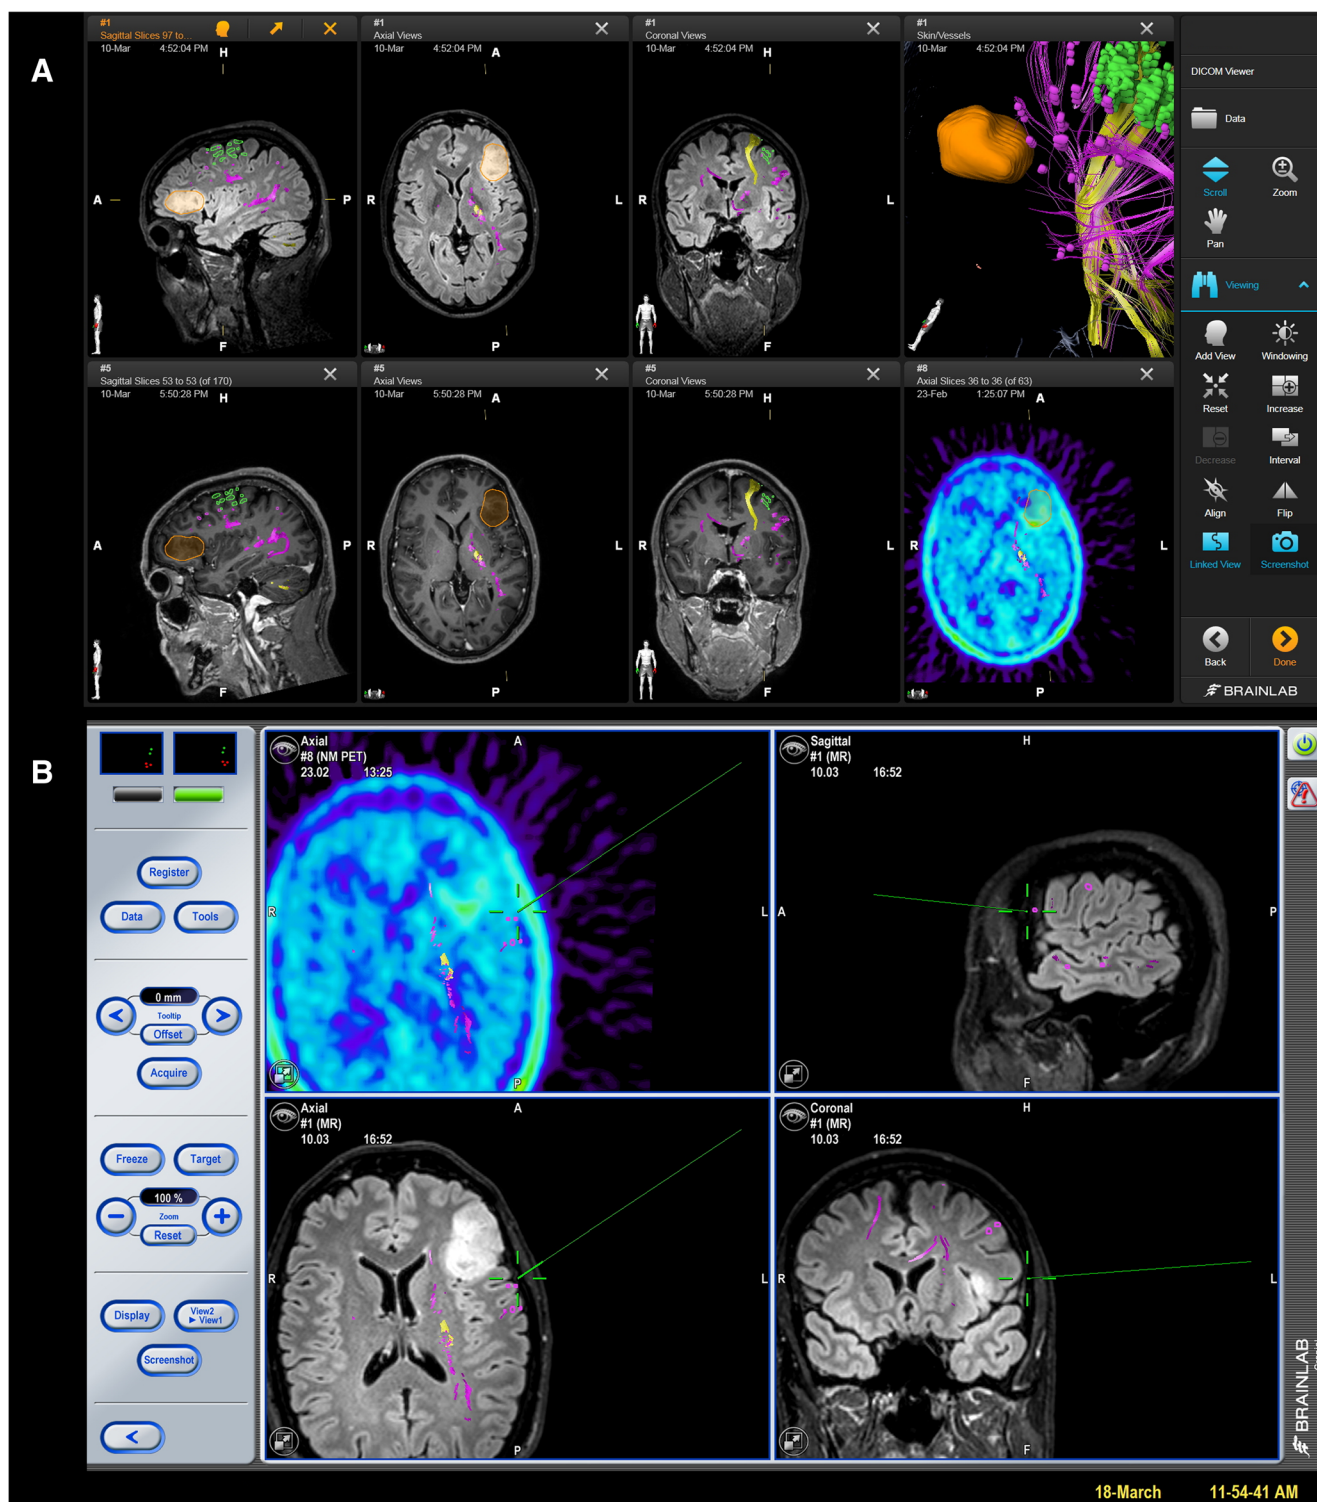 A
#1
Sagittal Slices 97 to...
10-Mar 4:52:04 PM
H
A
P
F
#1
Axial Views
10-Mar 4:52:04 PM
A
R
L
P
#1
Coronal Views
10-Mar 4:52:04 PM
H
R
L
F
#1
Skin/Vessels
10-Mar 4:52:04 PM
#5
Sagittal Slices 53 to 53 (of 170)
10-Mar 5:50:28 PM
H
A
P
F
#5
Axial Views
10-Mar 5:50:28 PM
A
R
L
P
#5
Coronal Views
10-Mar 5:50:28 PM
H
R
L
F
#8
Axial Slices 36 to 36 (of 63)
23-Feb 1:25:07 PM
A
R
L
P
DICOM Viewer
Data
Scroll Zoom
Pan
Viewing
Add View Windowing
Reset Increase
Decrease Interval
Align Flip
Linked View Screenshot
Back Done
BRAINLAB
B
Register
Data Tools
0 mm
Tooltip
Offset
Acquire
Freeze Target
100 %
Zoom
Reset
Display View2
View1
Screenshot
Axial
#8 (NM PET)
23.02 13:25
A
R
L
P
Sagittal
#1 (MR)
10.03 16:52
H
A
P
F
Axial
#1 (MR)
10.03 16:52
A
R
L
P
Coronal
#1 (MR)
10.03 16:52
H
R
L
F
BRAINLAB
18-March 11-54-41 AM